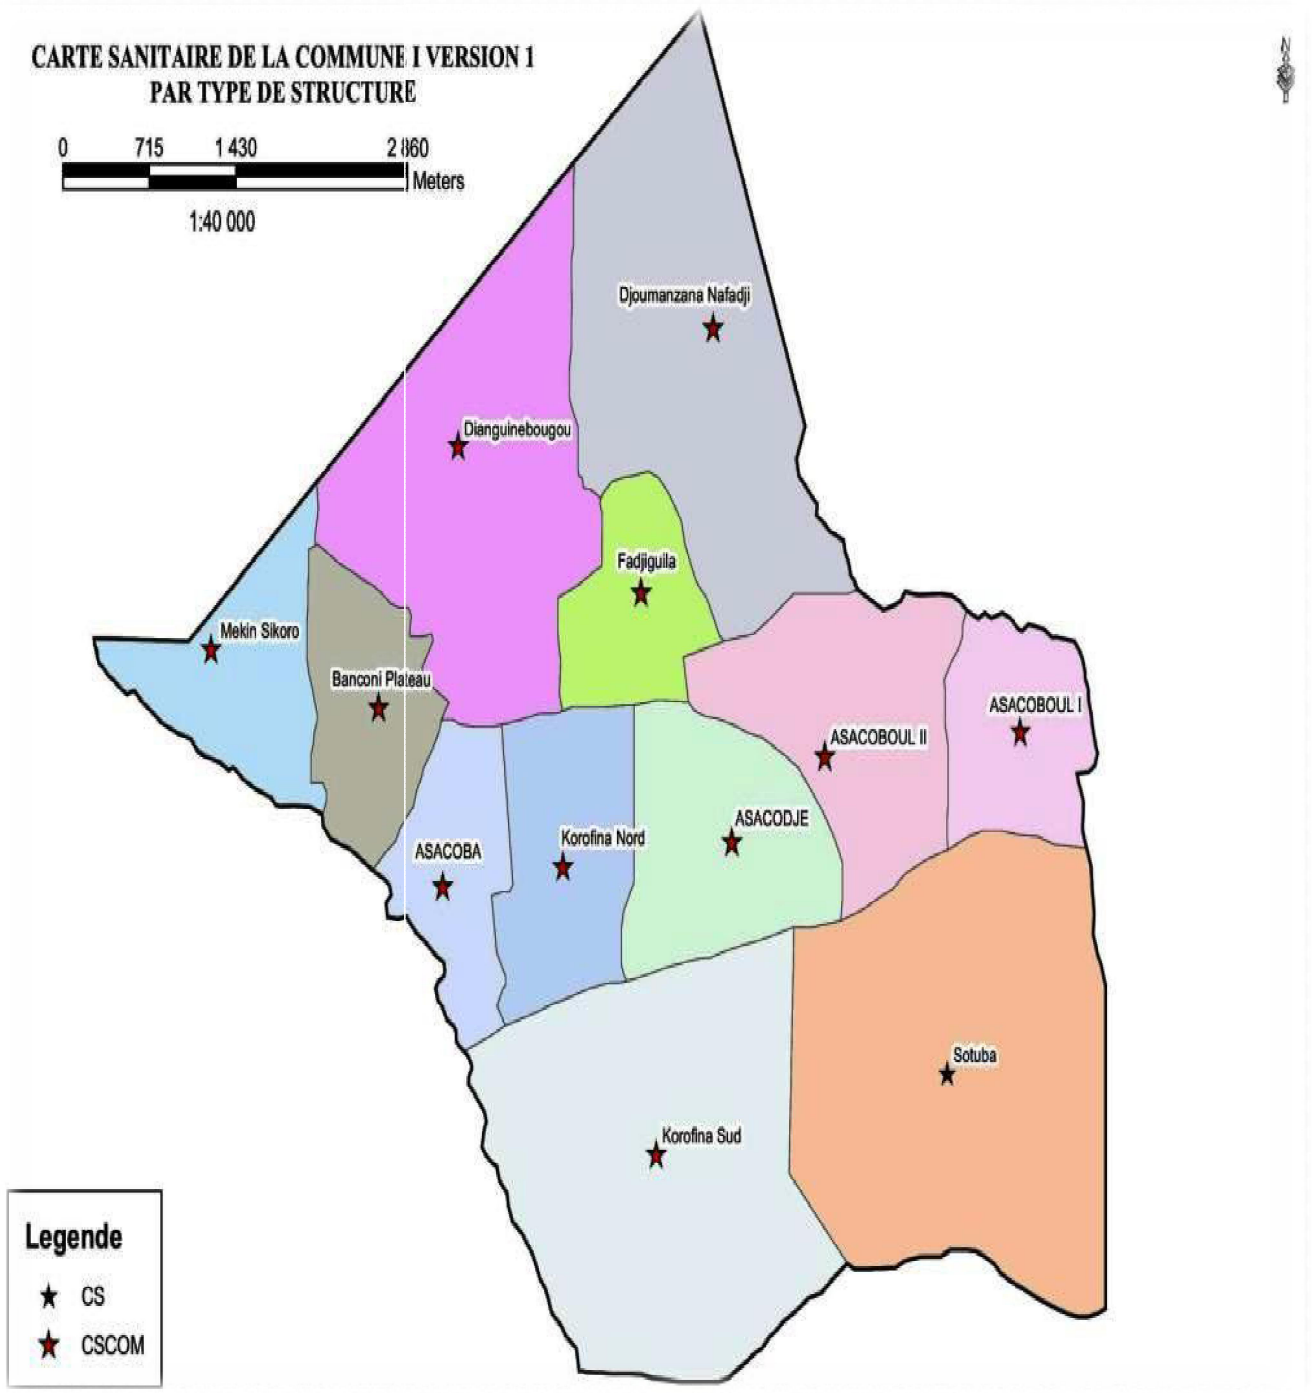 CARTE SANITAIRE DE LA COMMUNE I VERSION 1
PAR TYPE DE STRUCTURE
N
0 715 1 430 2 860
Meters
1:40 000
Djoumanzana Nafadji
Dianguinebougou
Fadjiguila
Mekin Sikoro
Banconi Plateau
ASACOBOUL I
ASACOBOUL II
ASACODJE
Korofina Nord
ASACOBA
Sotuba
Korofina Sud
Legende
CS
CSCOM